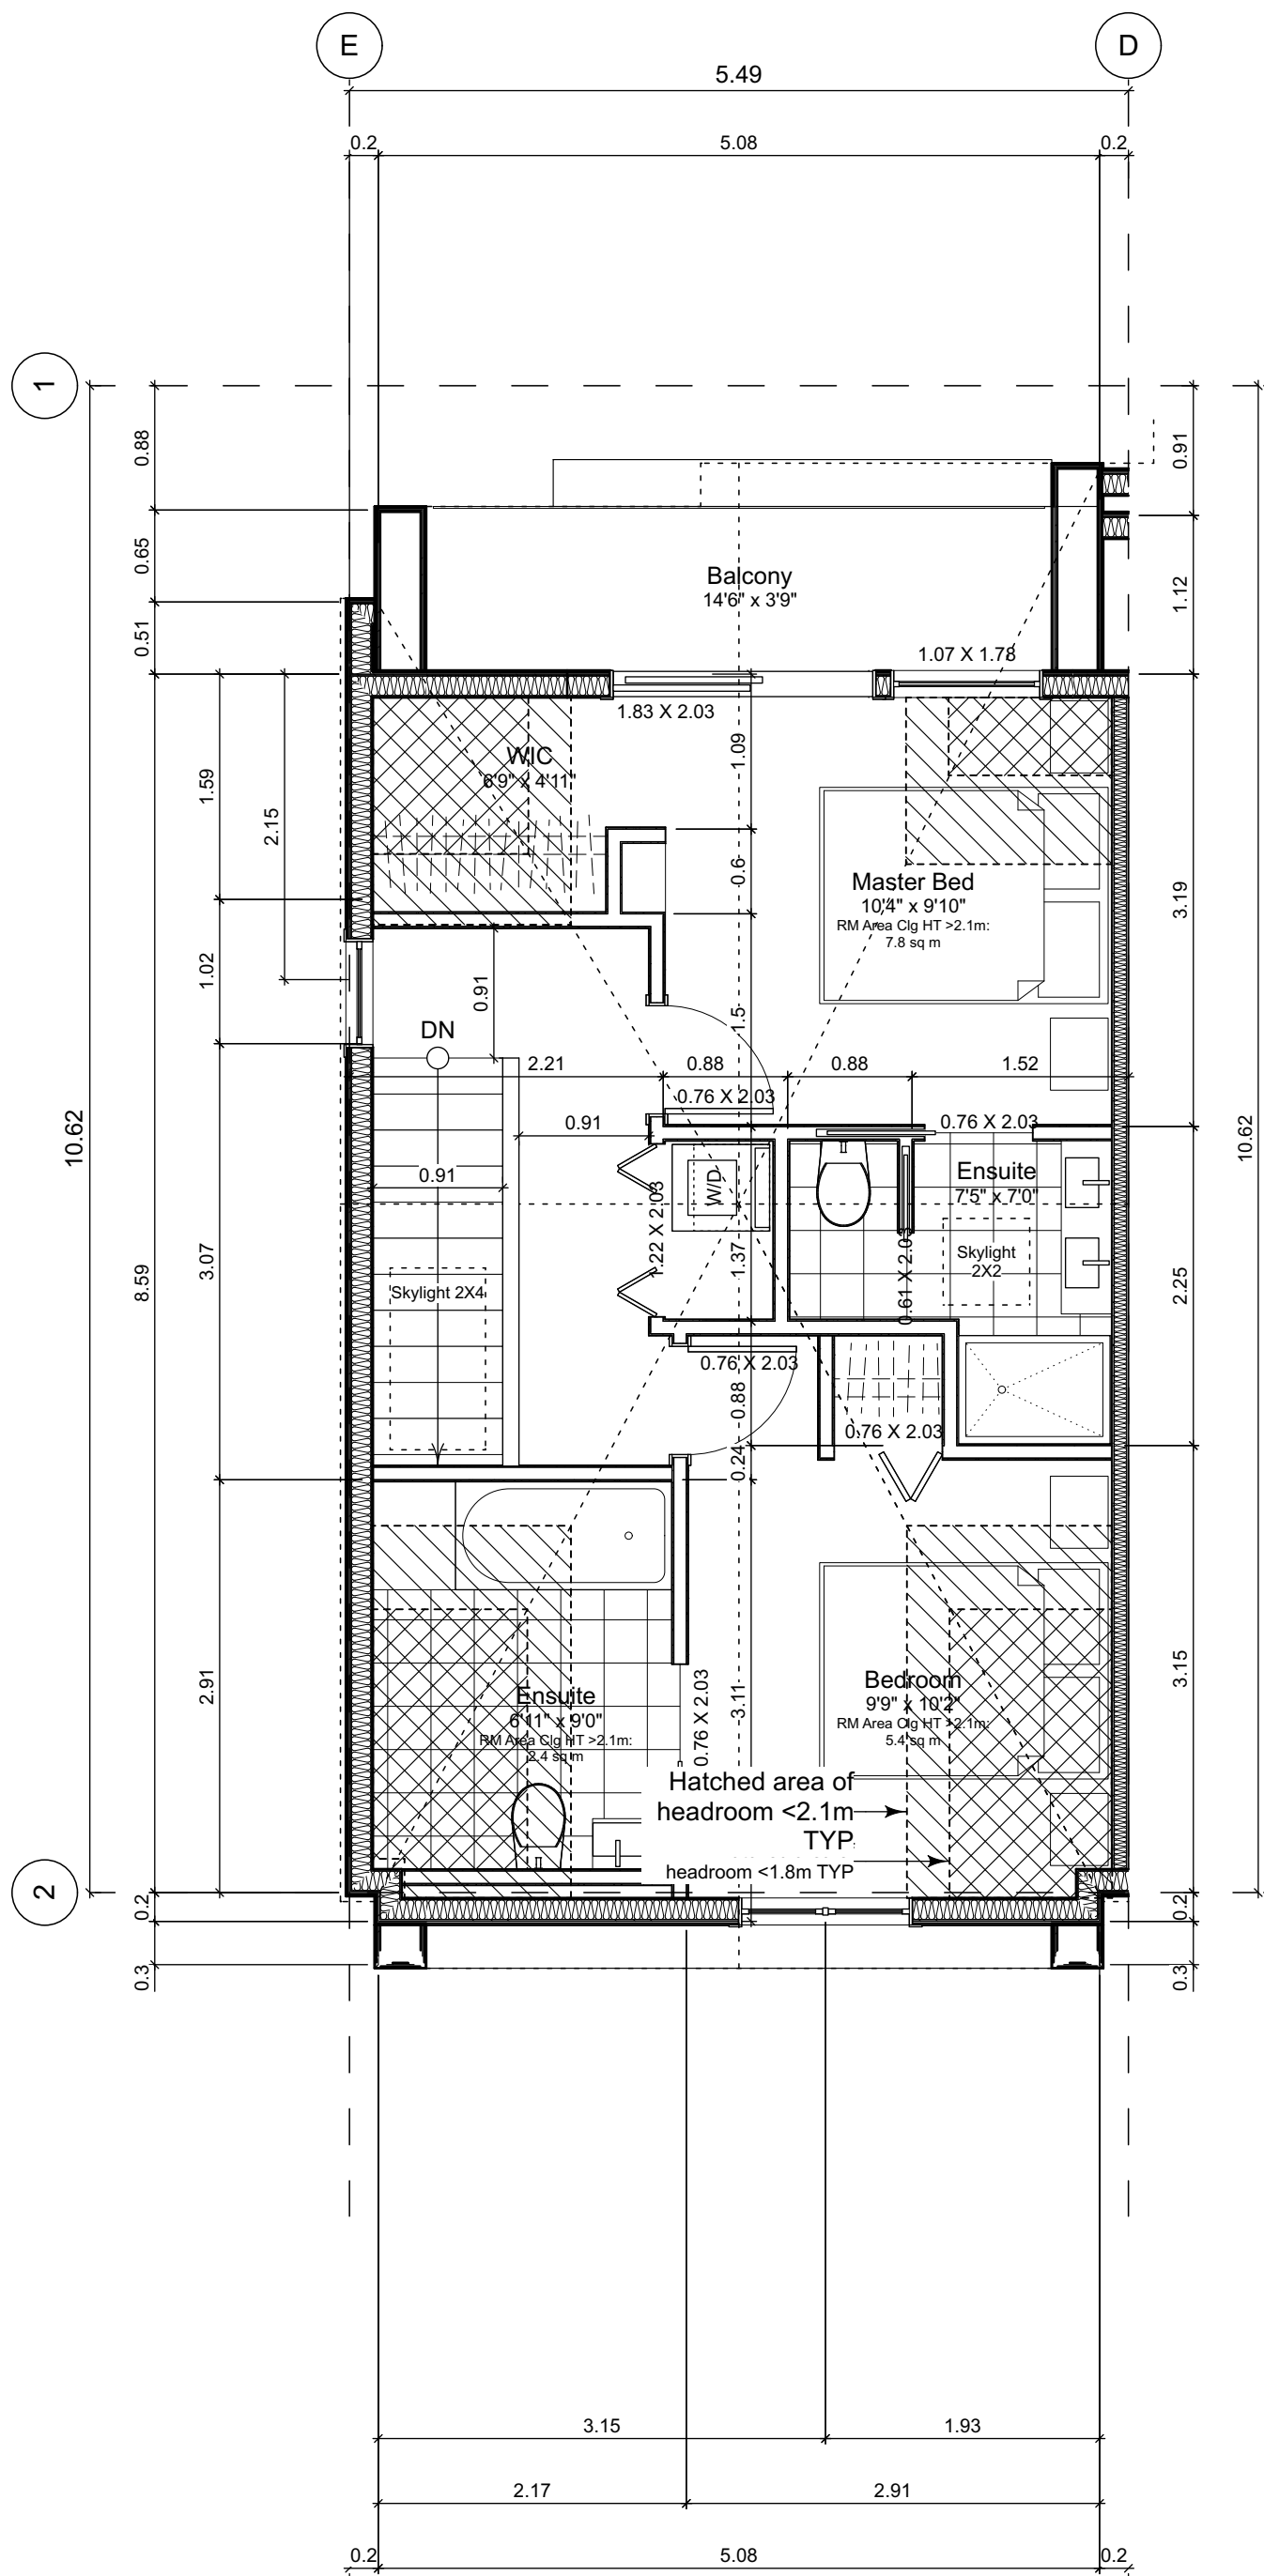 E
D
5.49
0.2
5.08
0.2
1
0.88
0.91
0.65
Balcony
14'6" x 3'9"
1.12
0.51
1.07 X 1.78
1.83 X 2.03
WIC
6'9" x 4'11"
1.09
1.59
2.15
0.6
Master Bed
10'4" x 9'10"
RM Area Clg HT >2.1m:
7.8 sq m
3.19
1.02
0.91
1.5
DN
2.21
0.88
0.88
1.52
0.76 X 2.03
0.76 X 2.03
0.91
10.62
10.62
0.91
W/D
Ensuite
7'5" x 7'0"
1.22 X 2.03
1.37
0.61 X 2.03
Skylight
2X2
3.07
8.59
Skylight 2X4
2.25
0.76 X 2.03
0.88
0.76 X 2.03
0.24
2.91
Ensuite
6'11" x 9'0"
RM Area Clg HT >2.1m:
2.4 sq m
0.76 X 2.03
3.11
Bedroom
9'9" x 10'2"
RM Area Clg HT >2.1m:
5.4 sq m
3.15
Hatched area of
headroom <2.1m
TYP
headroom <1.8m TYP
2
0.2
0.2
0.3
0.3
3.15
1.93
2.17
2.91
0.2
5.08
0.2